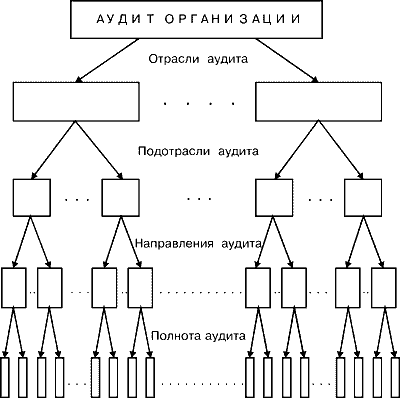 АУДИТ ОРГАНИЗАЦИИ
Отрасли аудита
Подотрасли аудита
Направления аудита
Полнота аудита